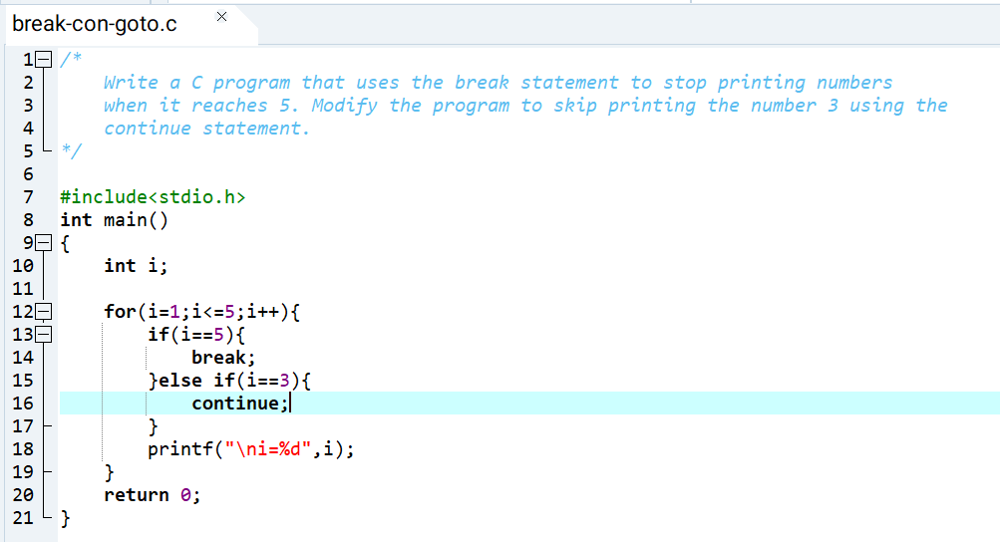 break-con-goto.c ×
1 /*
2 Write a C program that uses the break statement to stop printing numbers
3 when it reaches 5. Modify the program to skip printing the number 3 using the
4 continue statement.
5 */
6
7 #include<stdio.h>
8 int main()
9 {
10 int i;
11
12 for(i=1;i<=5;i++){
13 if(i==5){
14 break;
15 }else if(i==3){
16 continue;
17 }
18 printf("\ni=%d",i);
19 }
20 return 0;
21 }